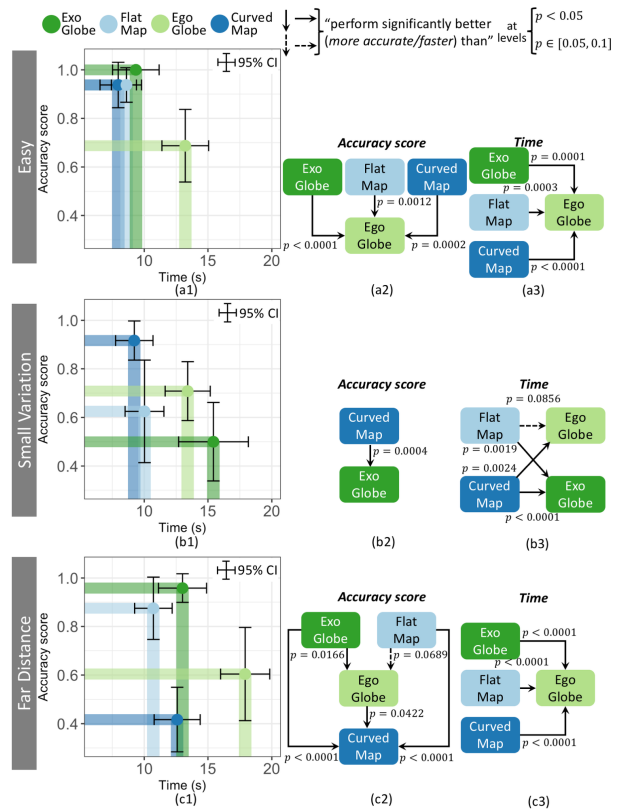 Exo Globe
Flat Map
Ego Globe
Curved Map
"perform significantly better
(more accurate/faster) than"
at levels
p < 0.05
p ∈ [0.05, 0.1]
Easy
Accuracy score
1.0
0.8
0.6
0.4
95% CI
10
15
20
Time (s)
(a1)
Accuracy score
Exo Globe
Flat Map
Curved Map
p = 0.0012
Ego Globe
p < 0.0001
p = 0.0002
(a2)
Time
Exo Globe
p = 0.0001
p = 0.0003
Flat Map
Ego Globe
Curved Map
p < 0.0001
(a3)
Small Variation
Accuracy score
1.0
0.8
0.6
0.4
95% CI
10
15
20
Time (s)
(b1)
Accuracy score
Curved Map
p = 0.0004
Exo Globe
(b2)
Time
p = 0.0856
Flat Map
Ego Globe
p = 0.0019
p = 0.0024
Curved Map
Exo Globe
p < 0.0001
(b3)
Far Distance
Accuracy score
1.0
0.8
0.6
0.4
95% CI
10
15
20
Time (s)
(c1)
Accuracy score
Exo Globe
Flat Map
p = 0.0166
p = 0.0689
Ego Globe
p = 0.0422
Curved Map
p < 0.0001
p < 0.0001
(c2)
Time
Exo Globe
p < 0.0001
p < 0.0001
Flat Map
Ego Globe
Curved Map
p < 0.0001
(c3)